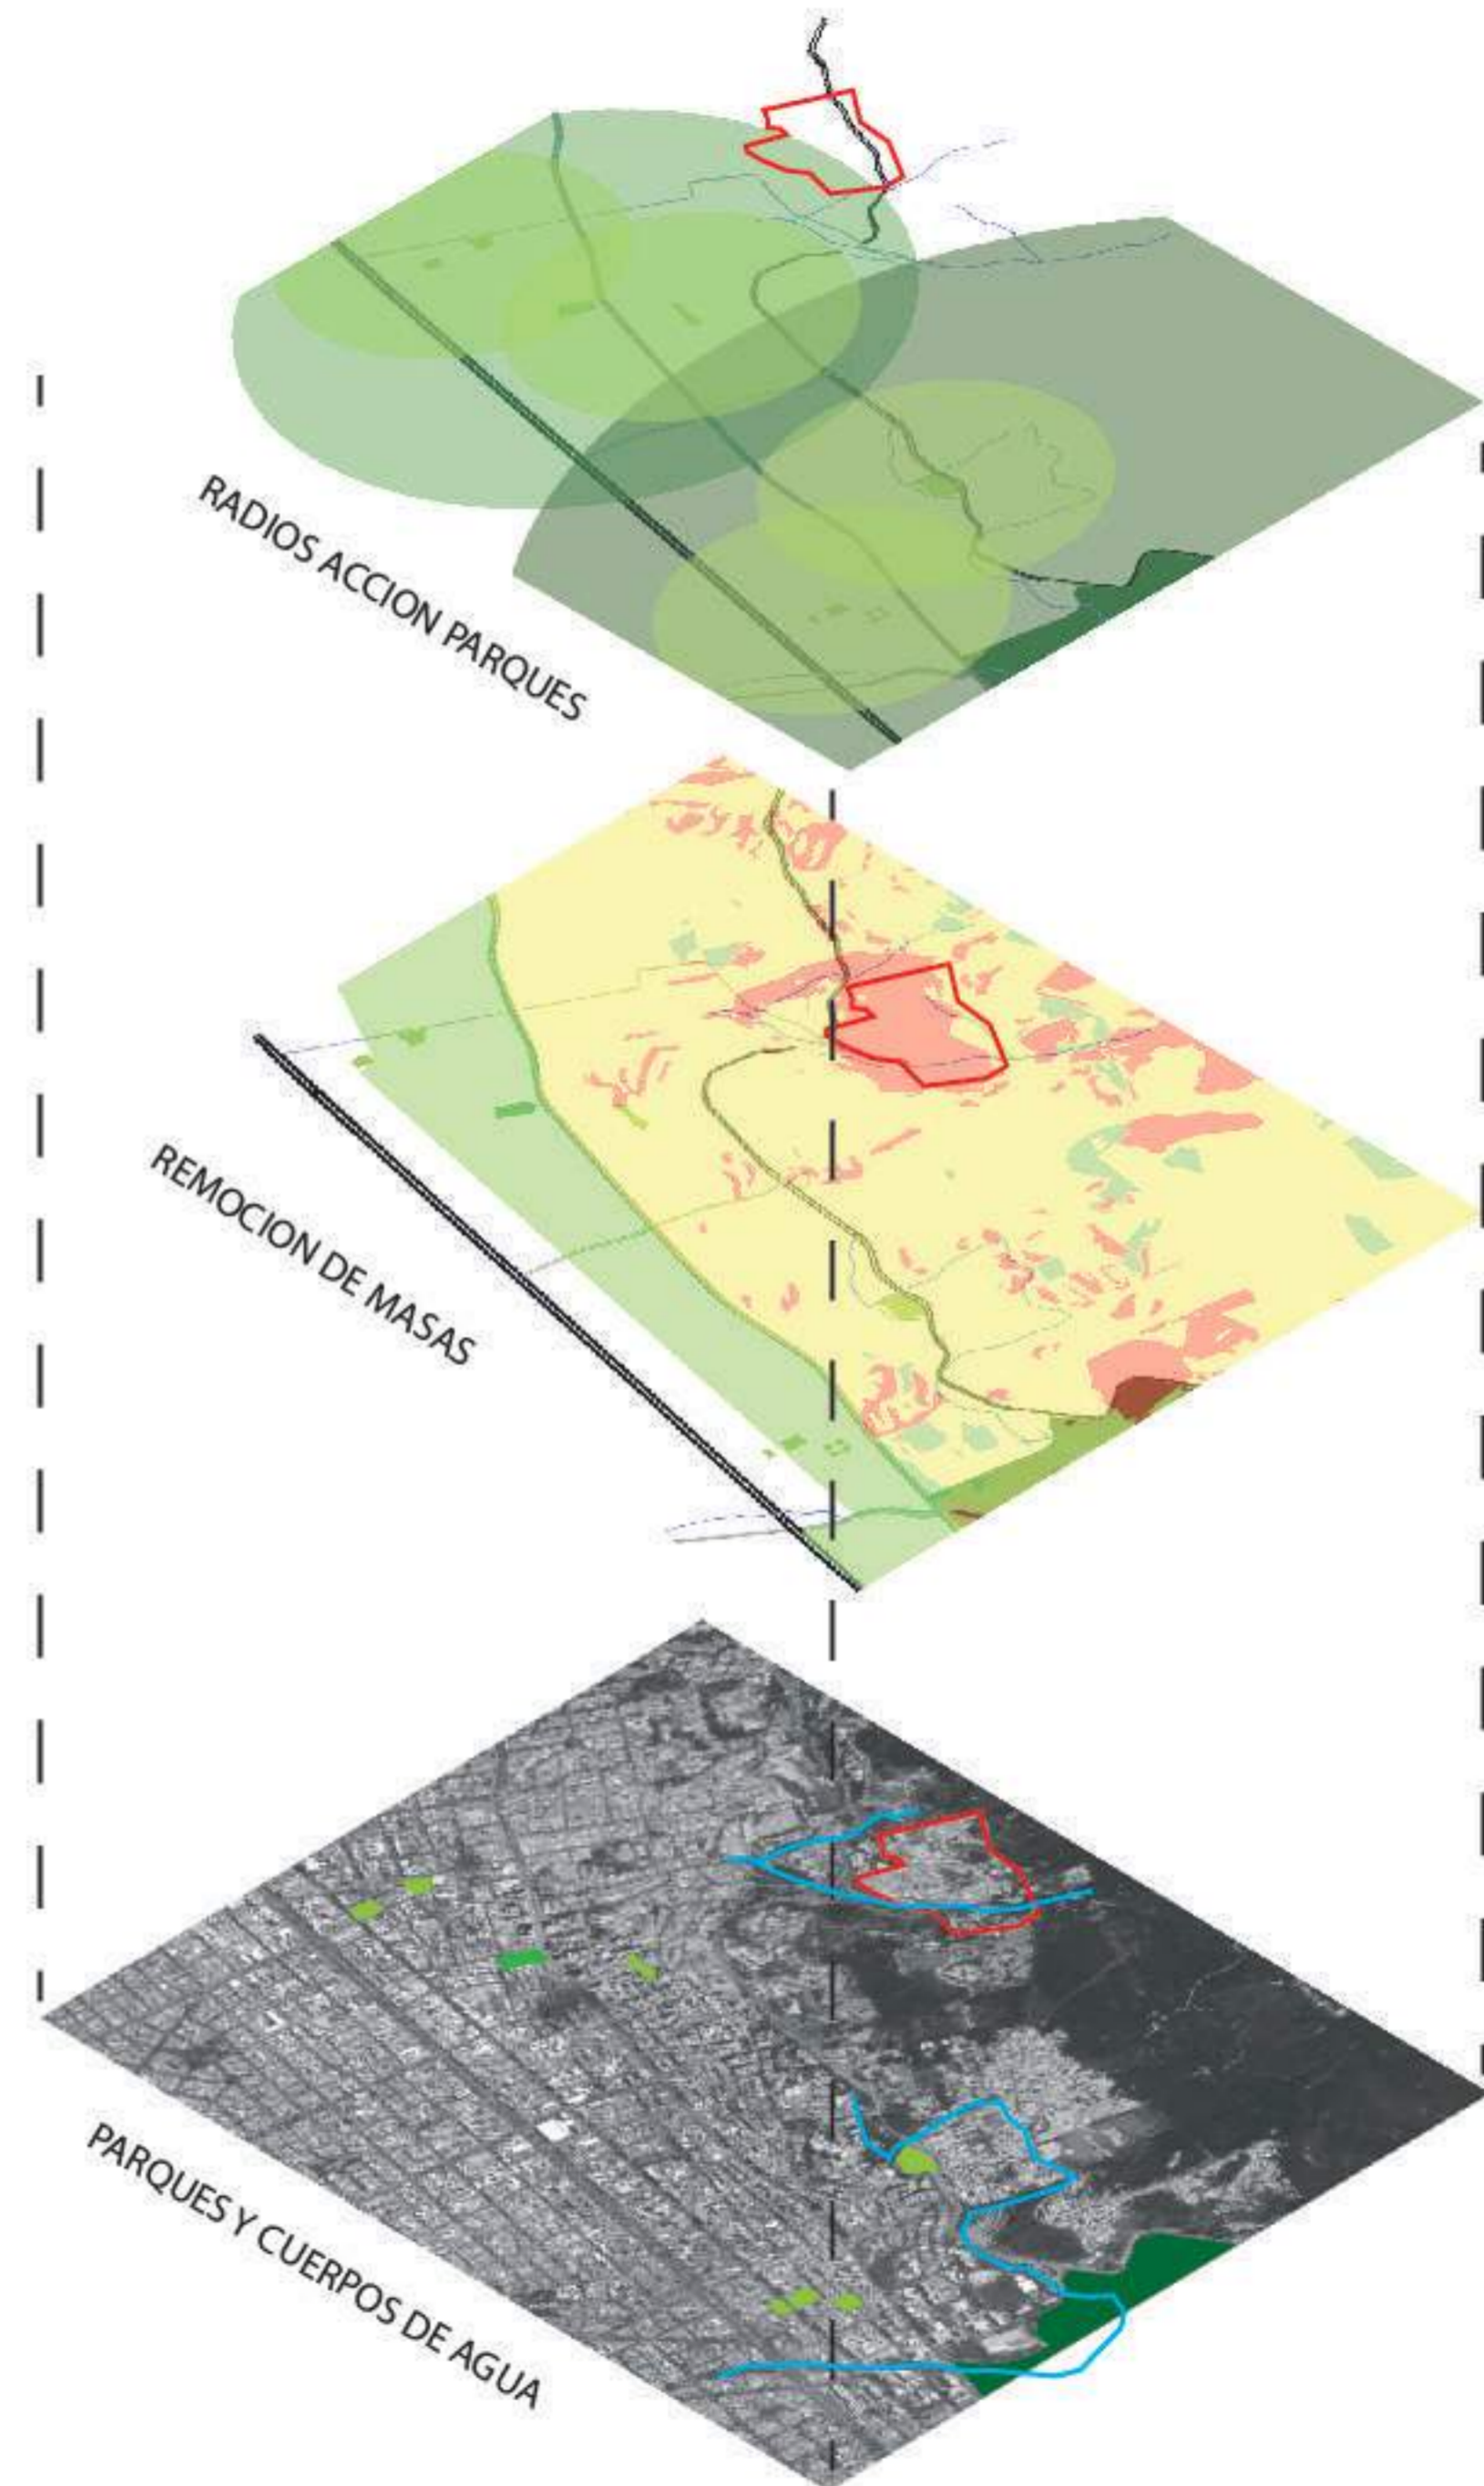 RADIOS ACCION PARQUES
REMOCION DE MASAS
PARQUES Y CUERPOS DE AGUA